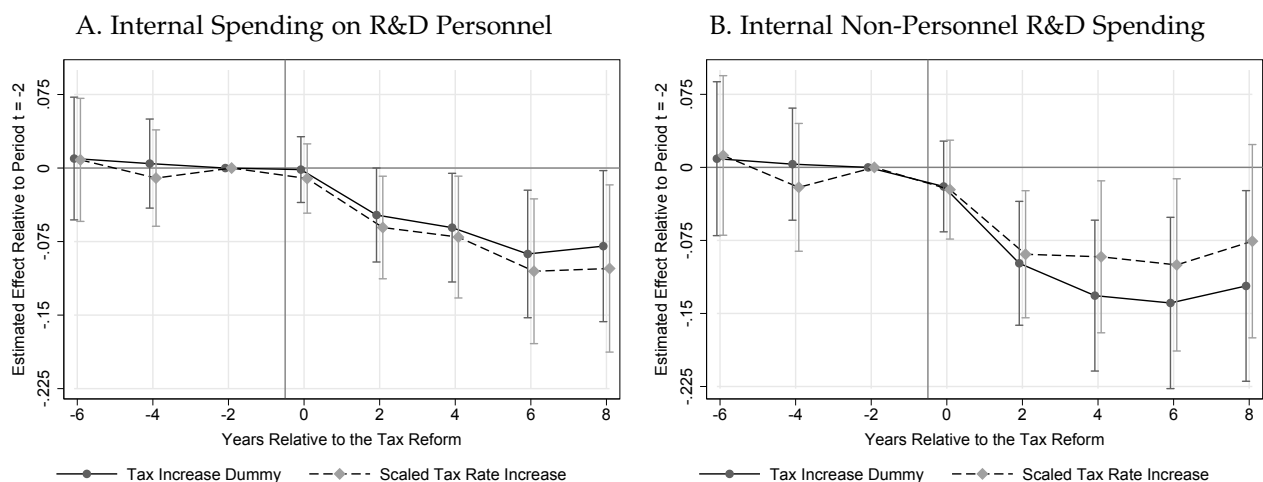 A. Internal Spending on R&D Personnel
Estimated Effect Relative to Period t = -2
.075
0
-.075
-.15
-.225
-6 -4 -2 0 2 4 6 8
Years Relative to the Tax Reform
Tax Increase Dummy Scaled Tax Rate Increase
B. Internal Non-Personnel R&D Spending
Estimated Effect Relative to Period t = -2
.075
0
-.075
-.15
-.225
-6 -4 -2 0 2 4 6 8
Years Relative to the Tax Reform
Tax Increase Dummy Scaled Tax Rate Increase